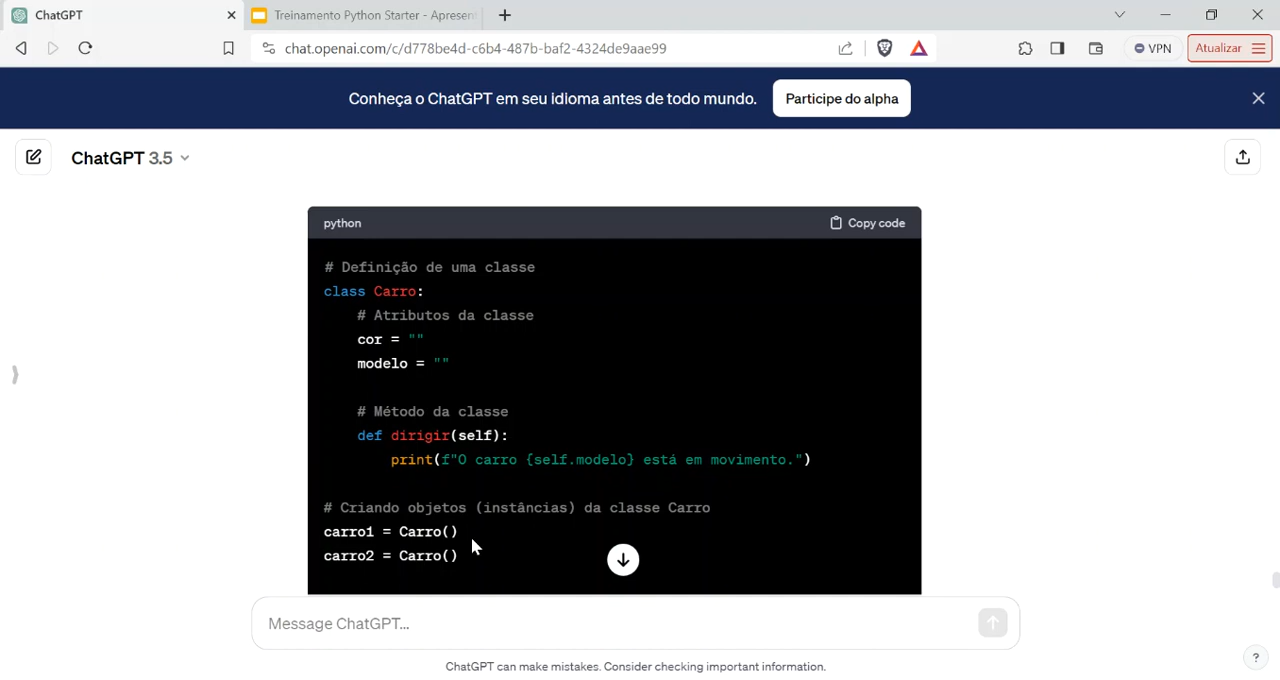 ChatGPT
Treinamento Python Starter - Apresen
chat.openai.com/c/d778be4d-c6b4-487b-baf2-4324de9aae99
VPN
Atualizar
Conheça o ChatGPT em seu idioma antes de todo mundo.
Participe do alpha
ChatGPT 3.5
python
Copy code
# Definição de uma classe
class Carro:
# Atributos da classe
cor = ""
modelo = ""
# Método da classe
def dirigir(self):
print(f"O carro {self.modelo} está em movimento.")
# Criando objetos (instâncias) da classe Carro
carro1 = Carro()
carro2 = Carro()
Message ChatGPT...
ChatGPT can make mistakes. Consider checking important information.
?